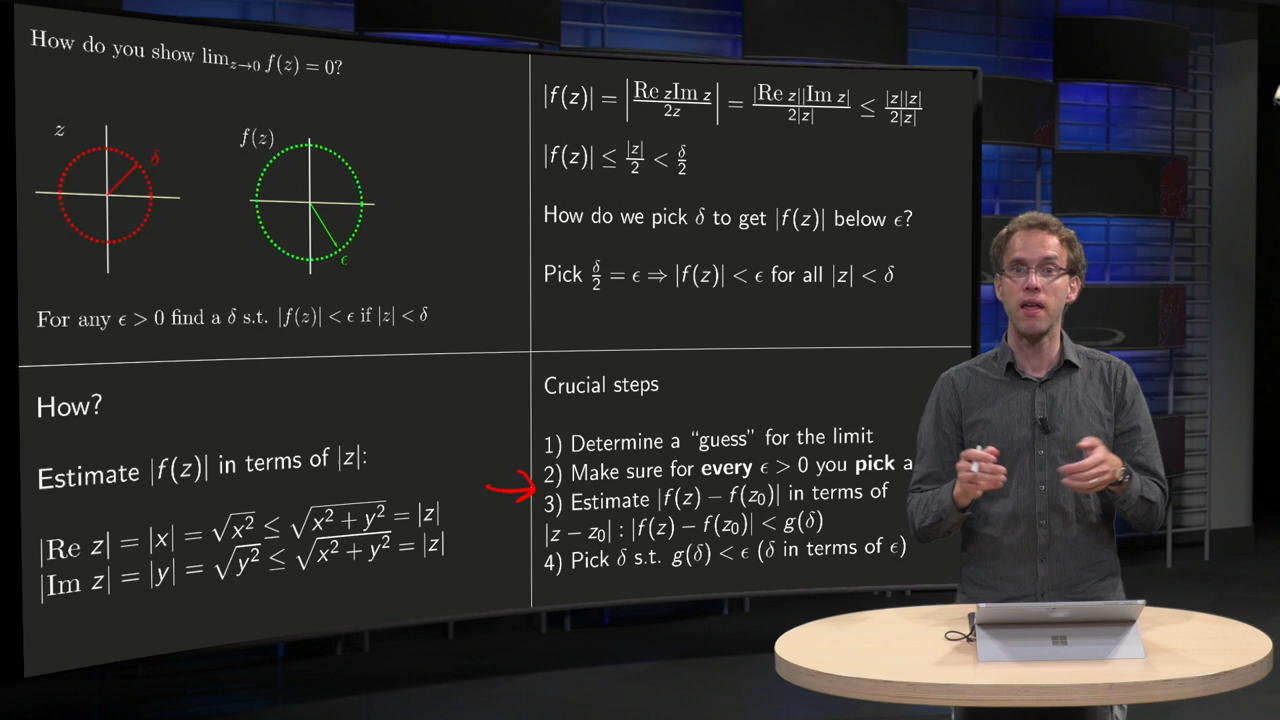 How do you show lim_{z→0} f(z) = 0?
z
δ
f(z)
ϵ
For any ϵ > 0 find a δ s.t. |f(z)| < ϵ if |z| < δ
|f(z)| = |Re zIm z / 2z| = |Re z||Im z| / 2|z| ≤ |z||z| / 2|z|
|f(z)| ≤ |z|/2 < δ/2
How do we pick δ to get |f(z)| below ϵ?
Pick δ/2 = ϵ ⇒ |f(z)| < ϵ for all |z| < δ
How?
Estimate |f(z)| in terms of |z|:
|Re z| = |x| = √x² ≤ √x² + y² = |z|
|Im z| = |y| = √y² ≤ √x² + y² = |z|
Crucial steps
1) Determine a “guess” for the limit
2) Make sure for every ϵ > 0 you pick a
3) Estimate |f(z) − f(z₀)| in terms of
|z − z₀| : |f(z) − f(z₀)| < g(δ)
4) Pick δ s.t. g(δ) < ϵ (δ in terms of ϵ)